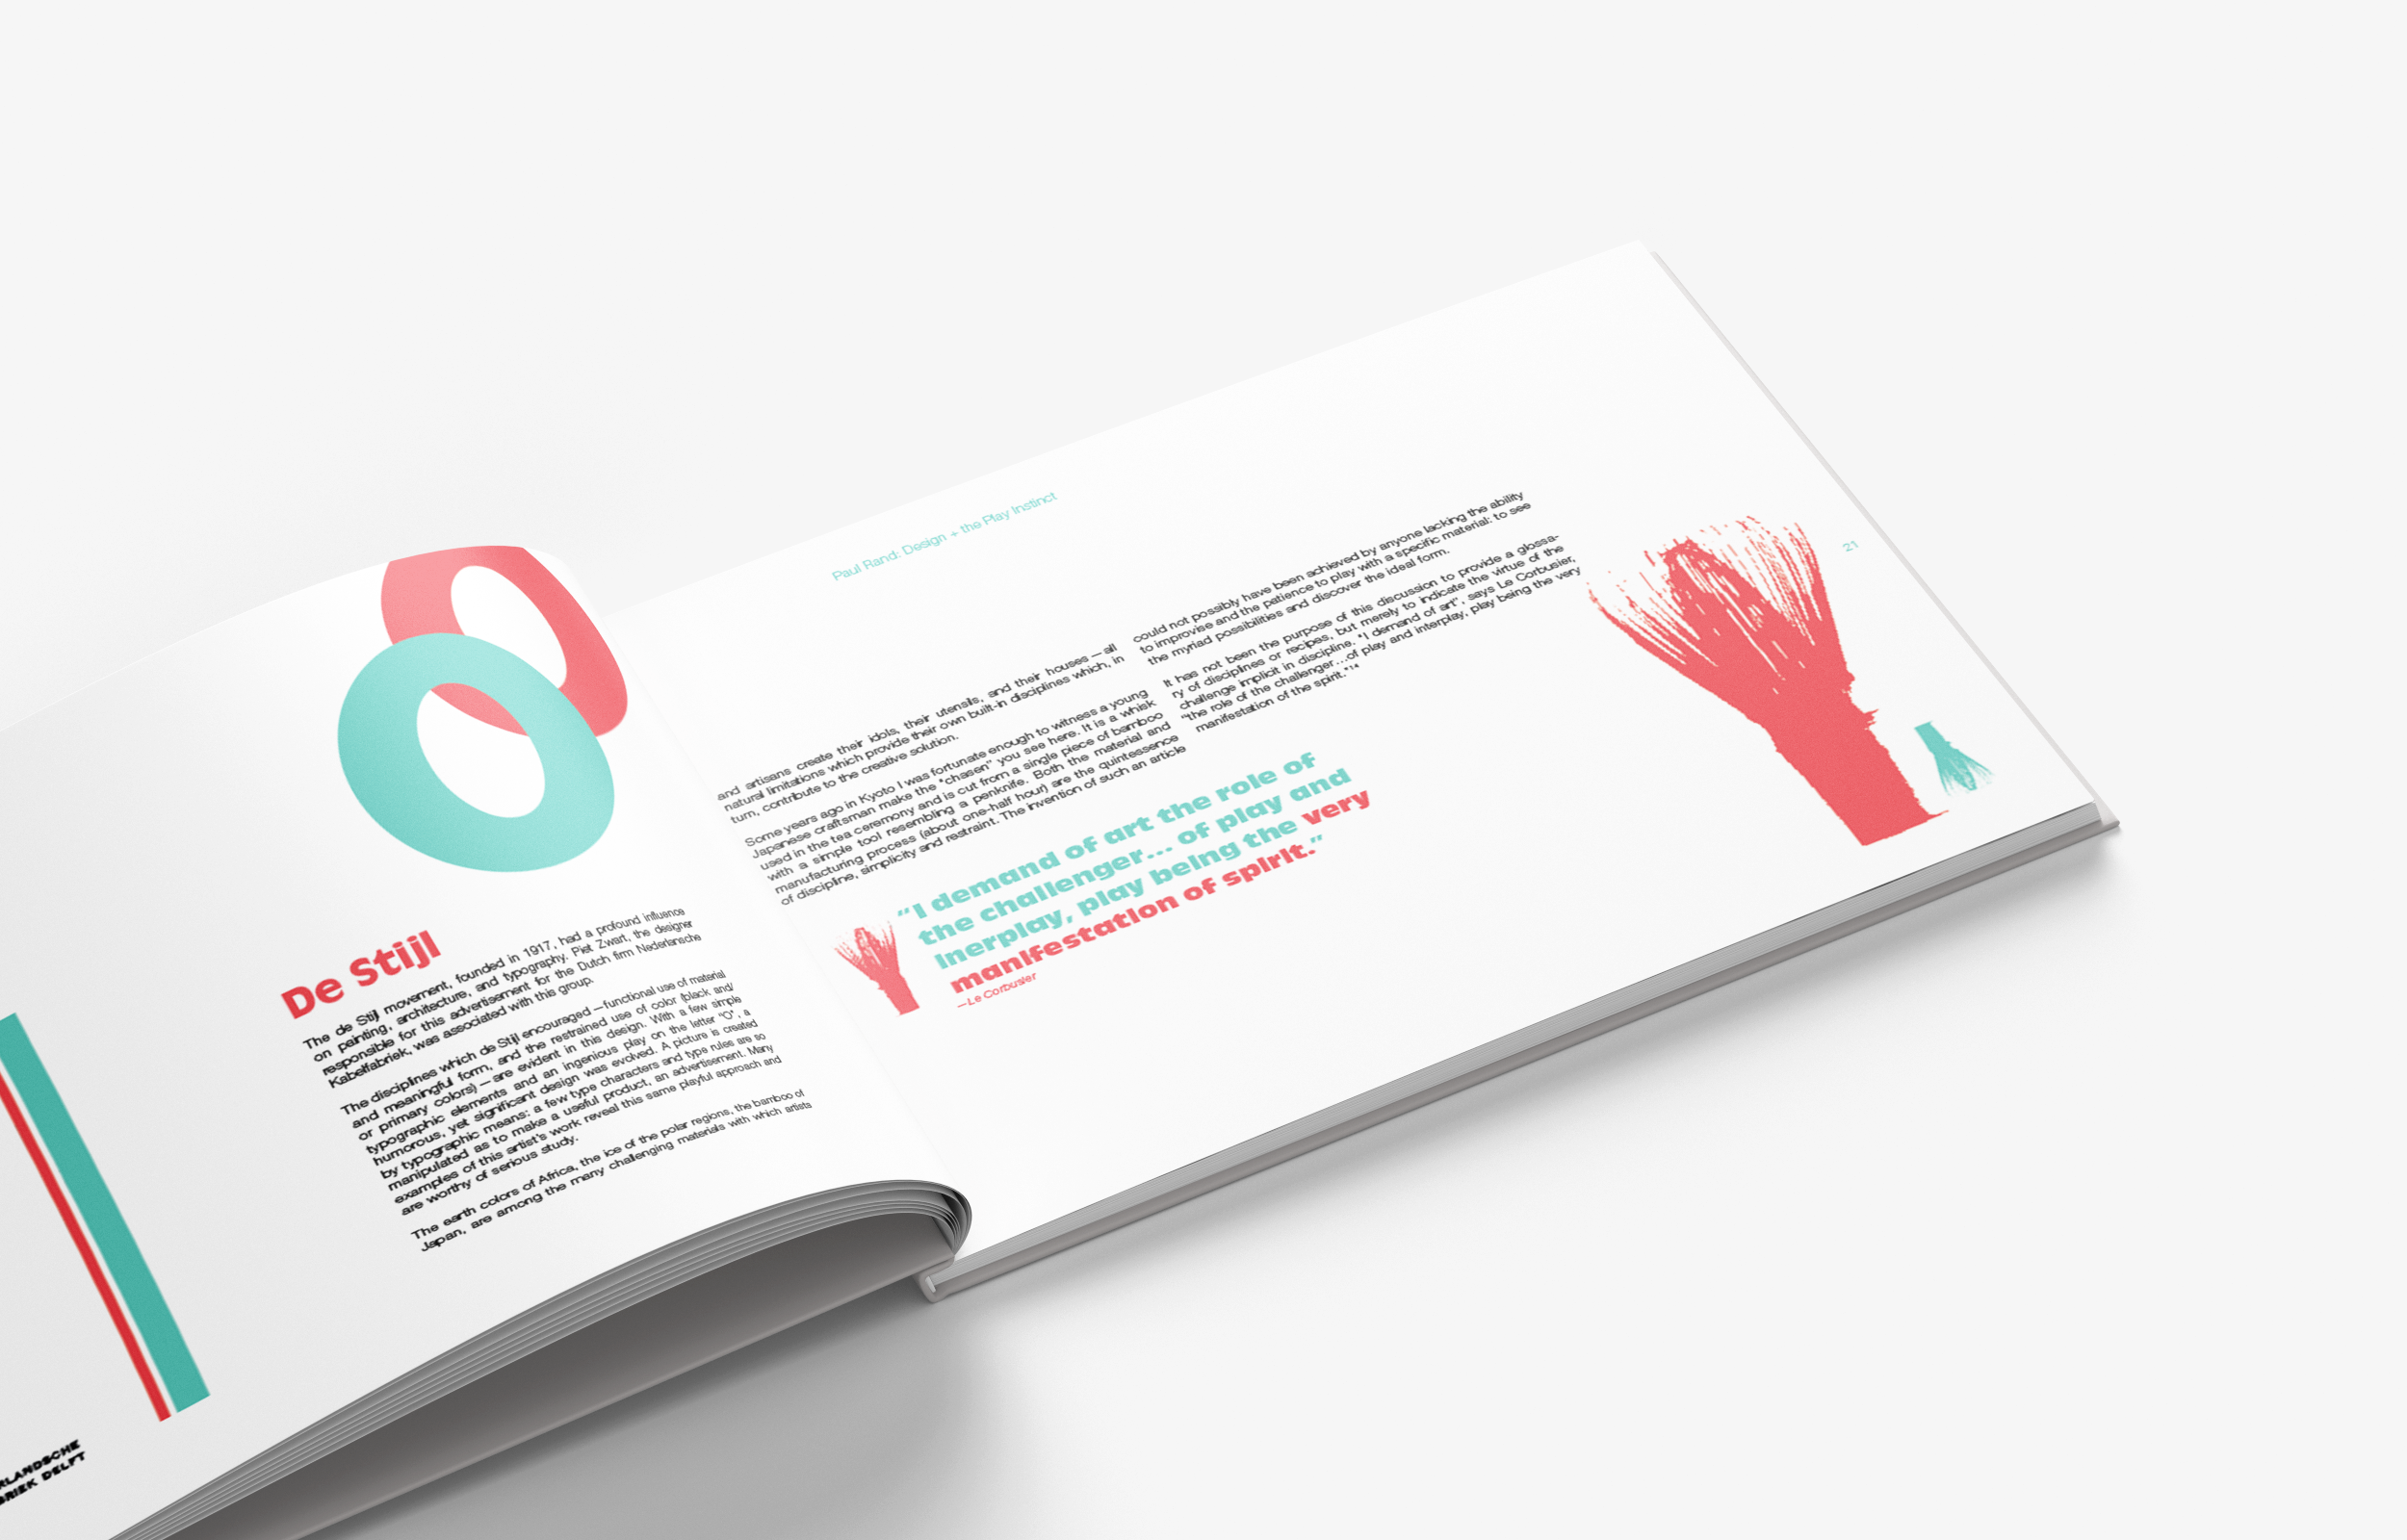 RLANDSCHE
BRIEK DELFT
De Stijl
The de Stijl movement, founded in 1917, had a profound influence
on painting, architecture, and typography. Piet Zwart, the designer
responsible for this advertisement for the Dutch firm Nederlansche
Kabelfabriek, was associated with this group.
The disciplines which de Stijl encouraged—functional use of material
and meaningful form, and the restrained use of color (black and/
or primary colors)—are evident in this design. With a few simple
typographic elements and an ingenious play on the letter "O", a
humorous, yet significant design was evolved. A picture is created
by typographic means: a few type characters and type rules are so
manipulated as to make a useful product, an advertisement. Many
examples of this artist's work reveal this same playful approach and
are worthy of serious study.
The earth colors of Africa, the ice of the polar regions, the bamboo of
Japan, are among the many challenging materials with which artists
Paul Rand: Design + the Play Instinct
and artisans create their idols, their utensils, and their houses—all
natural limitations which provide their own built-in disciplines which, in
turn, contribute to the creative solution.
Some years ago in Kyoto I was fortunate enough to witness a young
Japanese craftsman make the "chasen" you see here. It is a whisk
used in the tea ceremony and is cut from a single piece of bamboo
with a simple tool resembling a penknife. Both the material and
manufacturing process (about one-half hour) are the quintessence
of discipline, simplicity and restraint. The invention of such an article
could not possibly have been achieved by anyone lacking the ability
to improvise and the patience to play with a specific material: to see
the myriad possibilities and discover the ideal form.
It has not been the purpose of this discussion to provide a glossa-
ry of disciplines or recipes, but merely to indicate the virtue of the
challenge implicit in discipline. "I demand of art", says Le Corbusier,
"the role of the challenger...of play and interplay, play being the very
manifestation of the spirit." 14
"I demand of art the role of
the challenger... of play and
inerplay, play being the very
manifestation of spirit."
—Le Corbusier
21